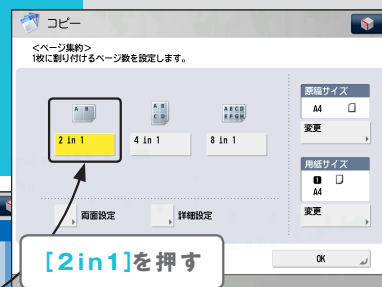 コピー
<ページ集約>
1枚に割り付けるページ数を設定します。
A B
2 in 1
A B
C D
4 in 1
A B C D
E F G H
8 in 1
原稿サイズ
A4
変更
用紙サイズ
1
A4
変更
両面設定
詳細設定
[2in1]を押す
OK